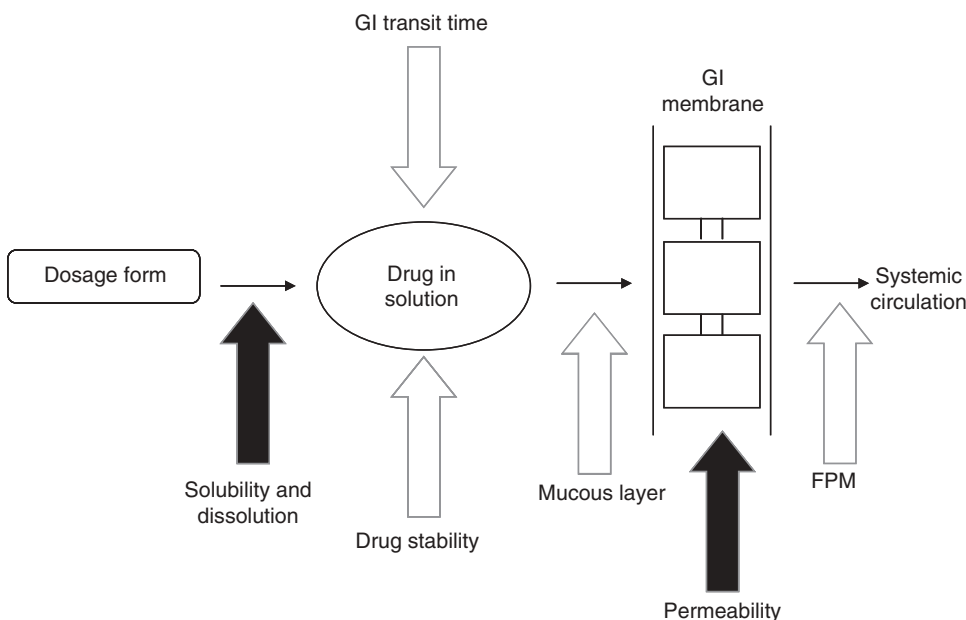 GI transit time
GI
membrane
Dosage form
Drug in
solution
Systemic
circulation
Solubility and
dissolution
Drug stability
Mucous layer
FPM
Permeability